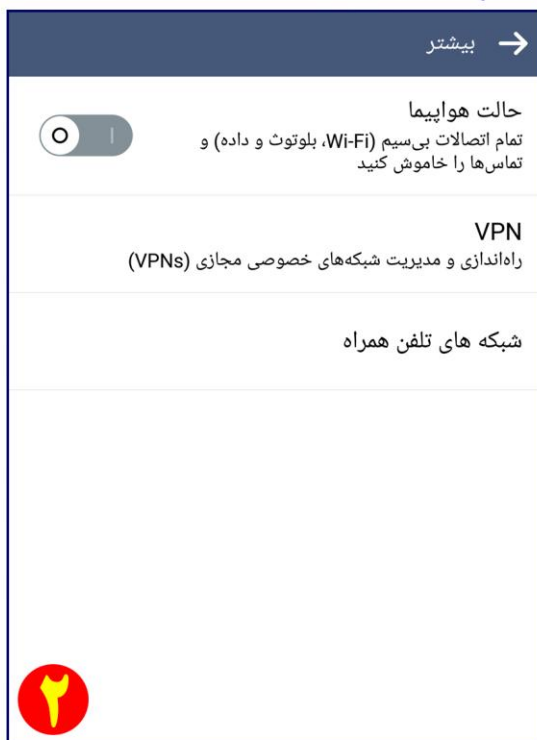 بیشتر
حالت هواپیما
تمام اتصالات بی‌سیم (Wi-Fi، بلوتوث و داده) و
تماس‌ها را خاموش کنید
VPN
راه‌اندازی و مدیریت شبکه‌های خصوصی مجازی (VPNs)
شبکه های تلفن همراه
۲